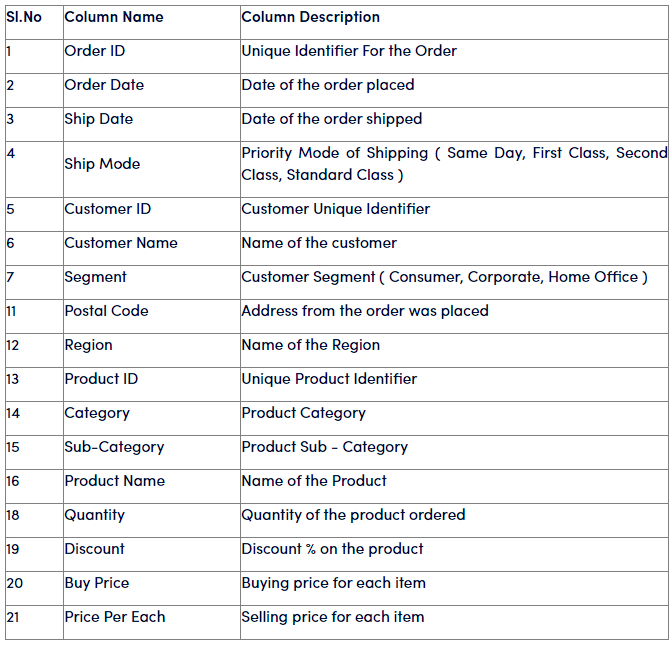 Sl.No Column Name Column Description
1 Order ID Unique Identifier For the Order
2 Order Date Date of the order placed
3 Ship Date Date of the order shipped
4 Ship Mode Priority Mode of Shipping ( Same Day, First Class, Second
Class, Standard Class )
5 Customer ID Customer Unique Identifier
6 Customer Name Name of the customer
7 Segment Customer Segment ( Consumer, Corporate, Home Office )
11 Postal Code Address from the order was placed
12 Region Name of the Region
13 Product ID Unique Product Identifier
14 Category Product Category
15 Sub-Category Product Sub - Category
16 Product Name Name of the Product
18 Quantity Quantity of the product ordered
19 Discount Discount % on the product
20 Buy Price Buying price for each item
21 Price Per Each Selling price for each item